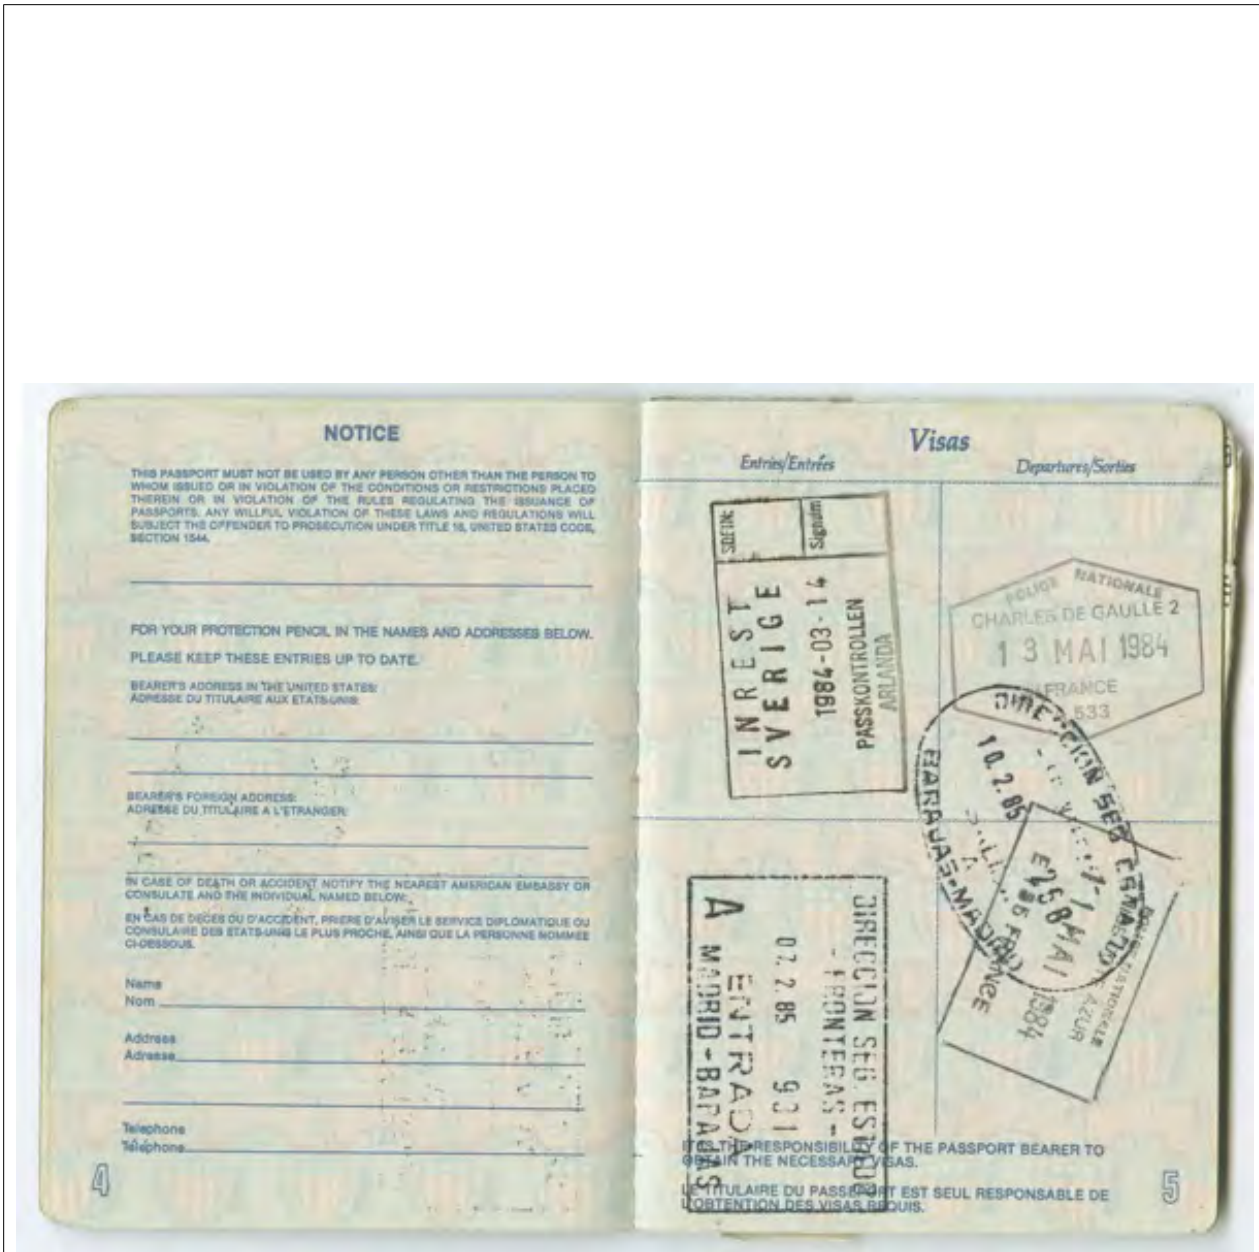 NOTICE
THIS PASSPORT MUST NOT BE USED BY ANY PERSON OTHER THAN THE PERSON TO
WHOM ISSUED OR IN VIOLATION OF THE CONDITIONS OR RESTRICTIONS PLACED
THEREIN OR IN VIOLATION OF THE RULES REGULATING THE ISSUANCE OF
PASSPORTS. ANY WILLFUL VIOLATION OF THESE LAWS AND REGULATIONS WILL
SUBJECT THE OFFENDER TO PROSECUTION UNDER TITLE 18, UNITED STATES CODE,
SECTION 1544.
FOR YOUR PROTECTION PENCIL IN THE NAMES AND ADDRESSES BELOW.
PLEASE KEEP THESE ENTRIES UP TO DATE.
BEARER'S ADDRESS IN THE UNITED STATES:
ADRESSE DU TITULAIRE AUX ETATS-UNIS:
BEARER'S FOREIGN ADDRESS:
ADRESSE DU TITULAIRE A L'ETRANGER:
IN CASE OF DEATH OR ACCIDENT NOTIFY THE NEAREST AMERICAN EMBASSY OR
CONSULATE AND THE INDIVIDUAL NAMED BELOW:
EN CAS DE DECES OU D'ACCIDENT, PRIERE D'AVISER LE SERVICE DIPLOMATIQUE OU
CONSULAIRE DES ETATS-UNIS LE PLUS PROCHE, AINSI QUE LA PERSONNE NOMMEE
CI-DESSOUS.
Name
Nom
Address
Adresse
Telephone
Téléphone
4
Visas
Entries/Entrées
Departures/Sorties
Signum
INREST
SVERIGE
1984-03-14
PASSKONTROLLEN
ARLANDA
POLICE NATIONALE
CHARLES DE GAULLE 2
13 MAI 1984
FRANCE
533
DIRECCION SEG ESTADO
10.2.85
BARAJAS-MADRID
E258
MAI
1984
AZUR
DIRECCION SEG. ESTADO
- FRONTERAS -
07. 2 85 931
ENTRADA
A MADRID-BARAJAS
IT IS THE RESPONSIBILITY OF THE PASSPORT BEARER TO
OBTAIN THE NECESSARY VISAS.
LE TITULAIRE DU PASSEPORT EST SEUL RESPONSABLE DE
L'OBTENTION DES VISAS REQUIS.
5